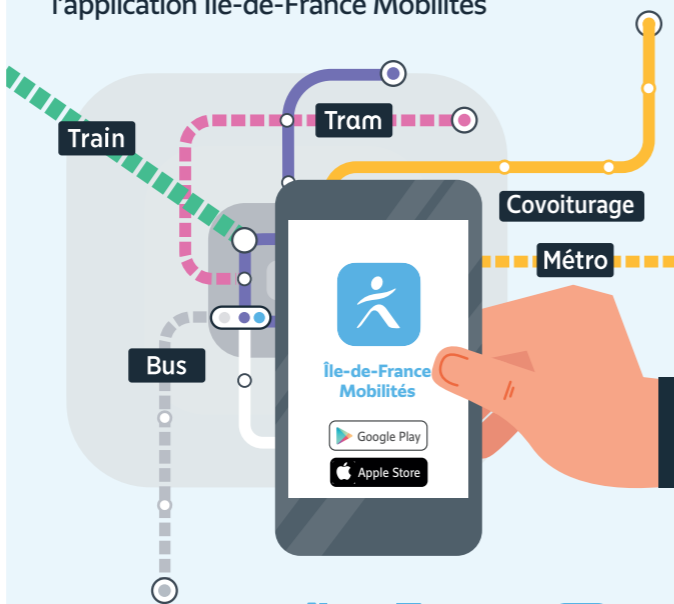 l'application Île-de-France Mobilités
Tram
Train
Covoiturage
Métro
Bus
Île-de-France
Mobilités
Google Play
Apple Store